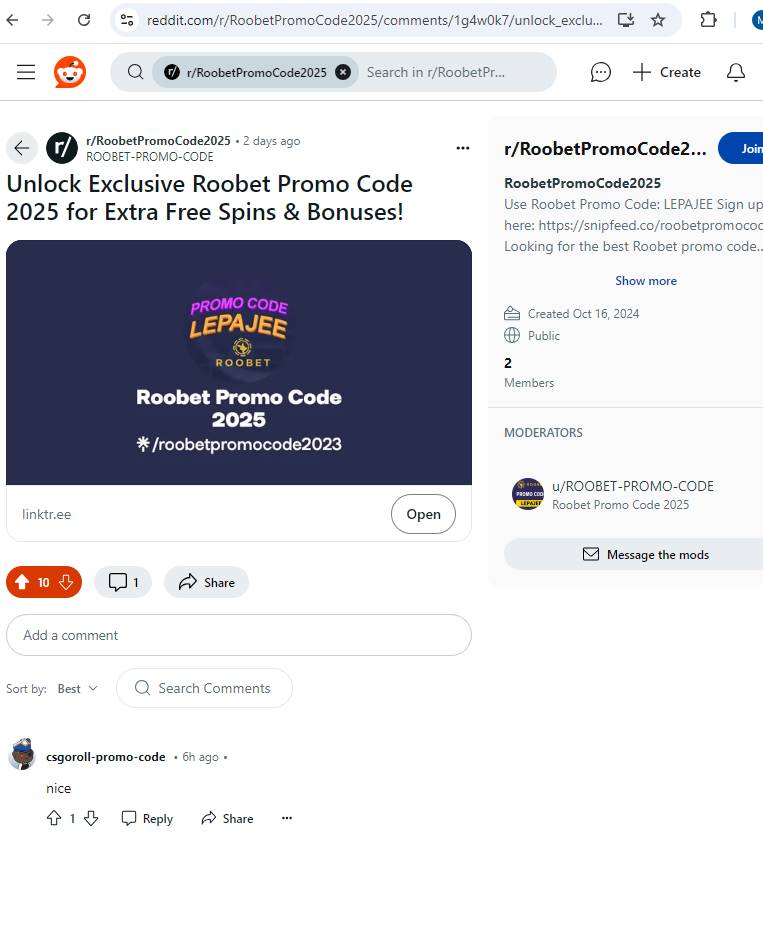 reddit.com/r/RoobetPromoCode2025/comments/1g4w0k7/unlock_exclu...
r/RoobetPromoCode2025
Search in r/RoobetPr...
Create
r/RoobetPromoCode2025 • 2 days ago
ROOBET-PROMO-CODE
Unlock Exclusive Roobet Promo Code
2025 for Extra Free Spins & Bonuses!
PROMO CODE
LEPAJEE
ROOBET
Roobet Promo Code
2025
/roobetpromocode2023
linktr.ee
Open
10
1
Share
Add a comment
Sort by: Best
Search Comments
csgoroll-promo-code • 6h ago •
nice
1
Reply
Share
r/RoobetPromoCode2...
Join
RoobetPromoCode2025
Use Roobet Promo Code: LEPAJEE Sign up
here: https://snipfeed.co/roobetpromocod
Looking for the best Roobet promo code...
Show more
Created Oct 16, 2024
Public
2
Members
MODERATORS
u/ROOBET-PROMO-CODE
Roobet Promo Code 2025
Message the mods